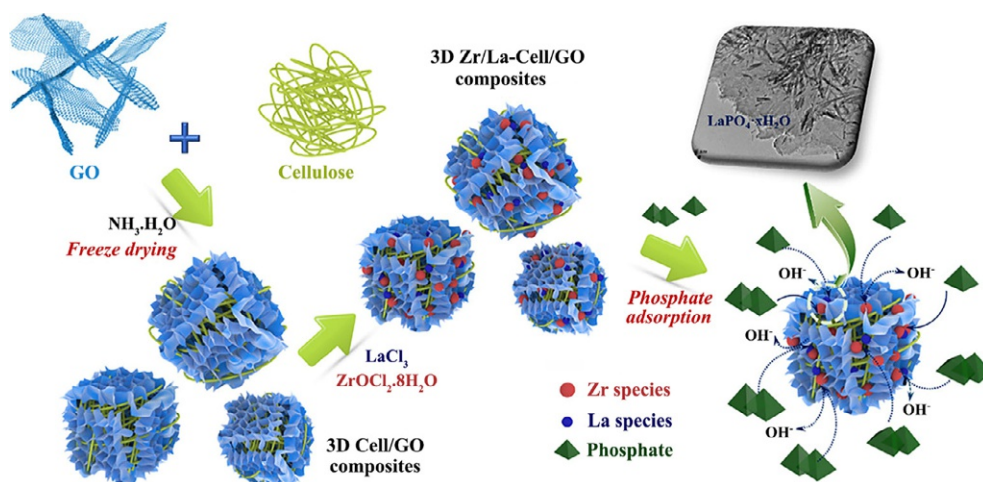 GO
Cellulose
NH₃.H₂O
Freeze drying
3D Cell/GO
composites
LaCl₃
ZrOCl₂.8H₂O
3D Zr/La-Cell/GO
composites
Phosphate
adsorption
Zr species
La species
Phosphate
LaPO₄·xH₂O
OH⁻
OH⁻
OH⁻
OH⁻
OH⁻
OH⁻